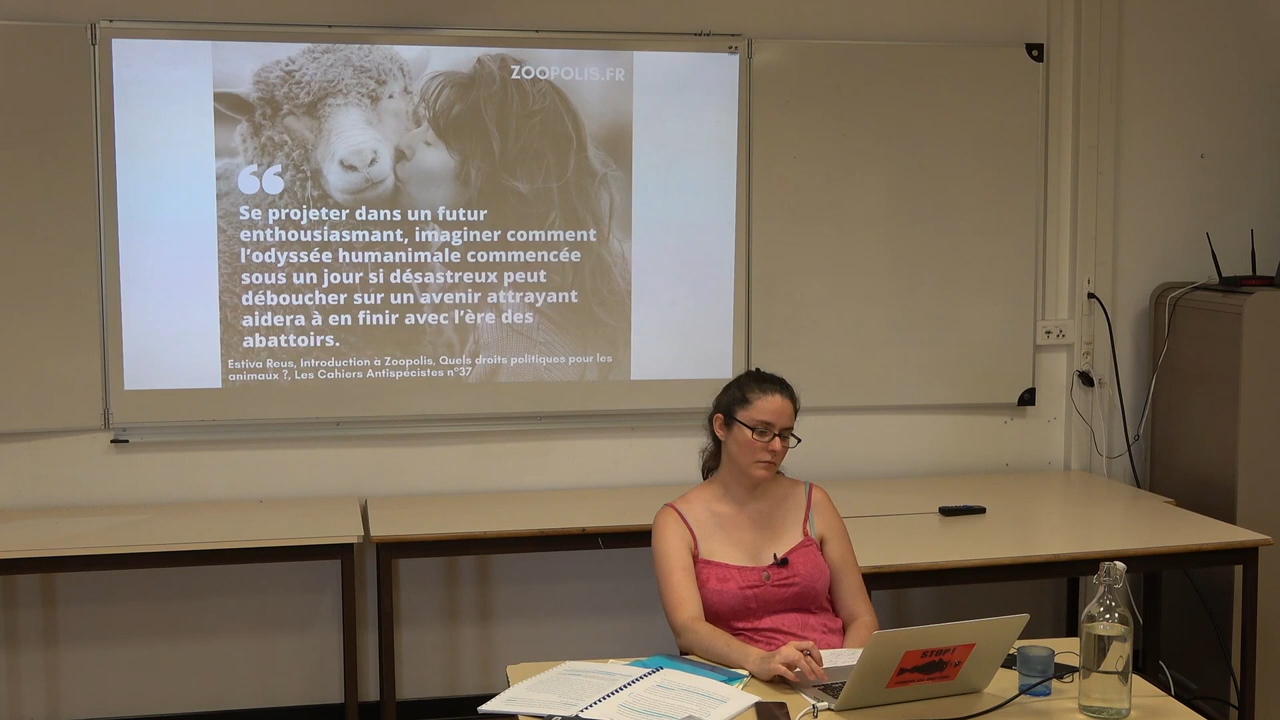 ZOOPOLIS.FR
“
Se projeter dans un futur
enthousiasmant, imaginer comment
l’odyssée humanimale commencée
sous un jour si désastreux peut
déboucher sur un avenir attrayant
aidera à en finir avec l’ère des
abattoirs.
Estiva Reus, Introduction à Zoopolis, Quels droits politiques pour les
animaux ?, Les Cahiers Antispécistes n°37
STOP!